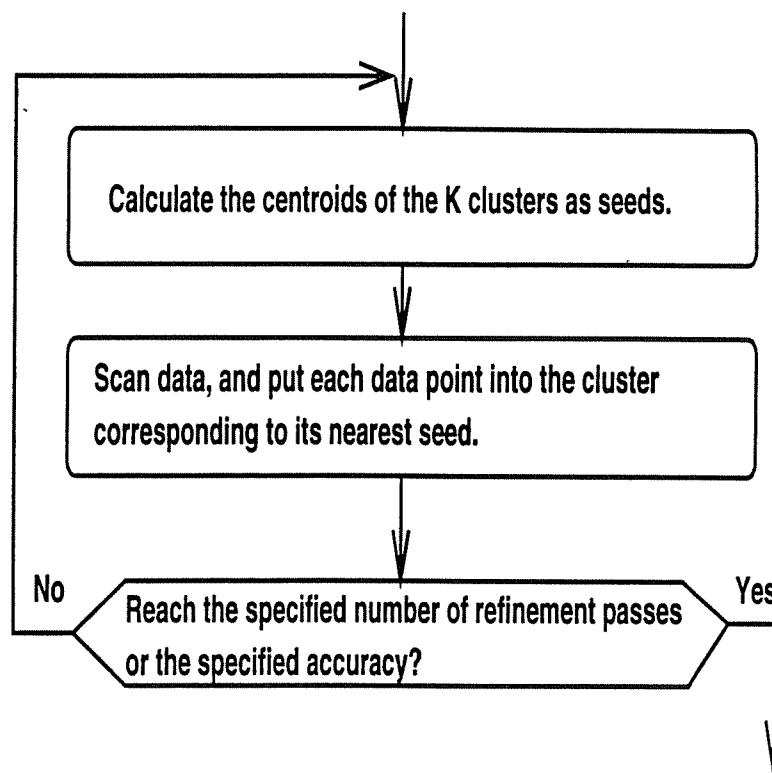 Calculate the centroids of the K clusters as seeds.
Scan data, and put each data point into the cluster
corresponding to its nearest seed.
No
Yes
Reach the specified number of refinement passes
or the specified accuracy?